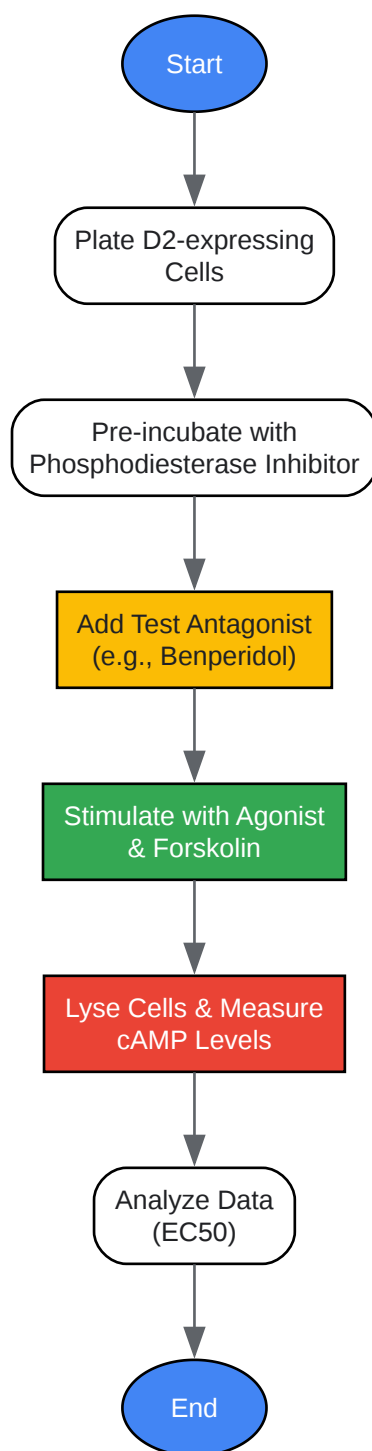 Start
Plate D2-expressing
Cells
Pre-incubate with
Phosphodiesterase Inhibitor
Add Test Antagonist
(e.g., Benperidol)
Stimulate with Agonist
& Forskolin
Lyse Cells & Measure
cAMP Levels
Analyze Data
(EC50)
End